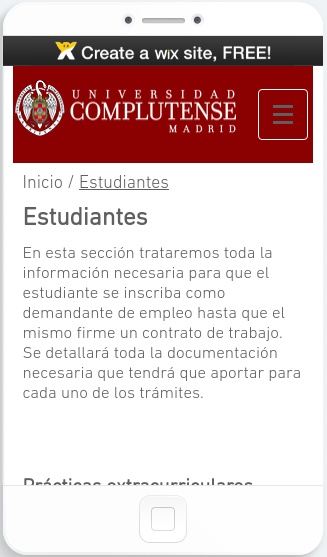 Create a WiX site, FREE!
UNIVERSIDAD
COMPLUTENSE
MADRID
Inicio / Estudiantes
Estudiantes
En esta sección trataremos toda la
información necesaria para que el
estudiante se inscriba como
demandante de empleo hasta que el
mismo firme un contrato de trabajo.
Se detallará toda la documentación
necesaria que tendrá que aportar para
cada uno de los trámites.
Prácticas extracurriculares